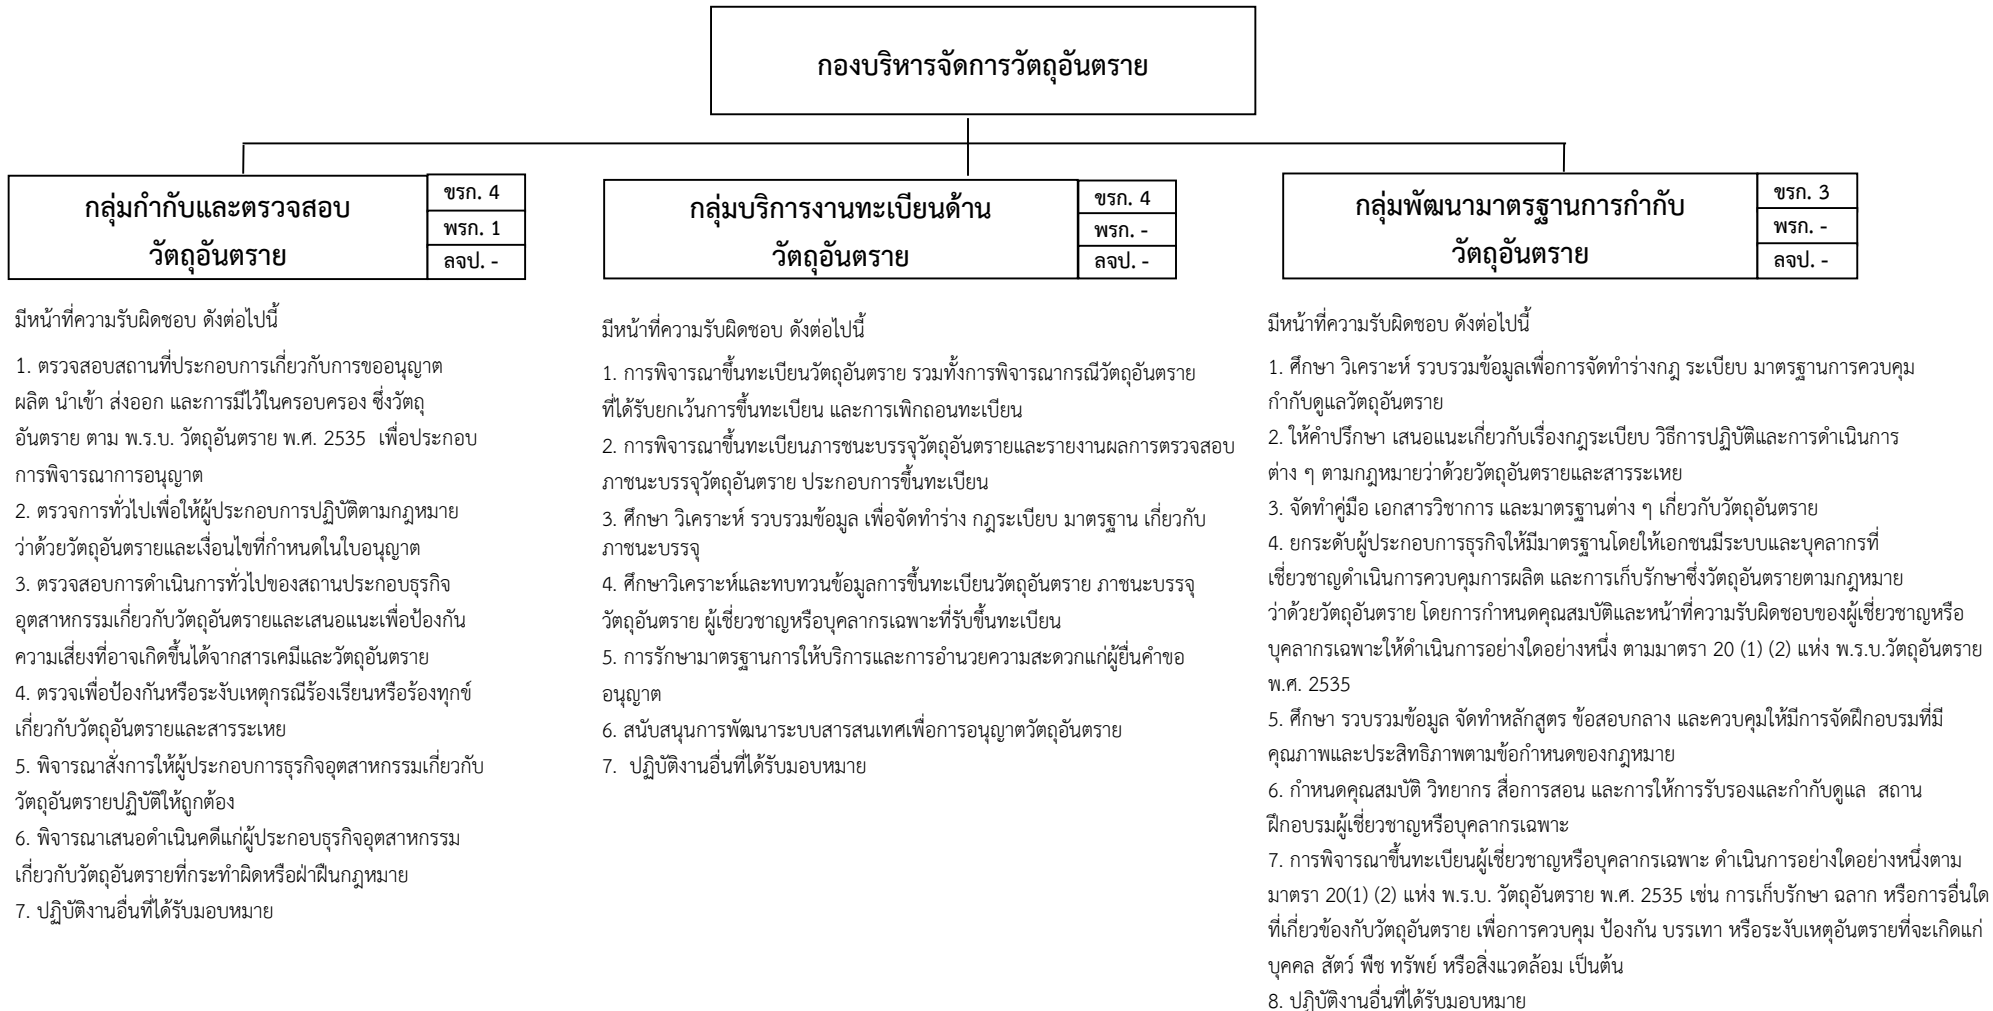 กองบริหารจัดการวัตถุอันตราย
กลุ่มกำกับและตรวจสอบ
วัตถุอันตราย
ขรก. 4
พรก. 1
ลจป. -
มีหน้าที่ความรับผิดชอบ ดังต่อไปนี้
1. ตรวจสอบสถานที่ประกอบการเกี่ยวกับการขออนุญาต
ผลิต นำเข้า ส่งออก และการมีไว้ในครอบครอง ซึ่งวัตถุ
อันตราย ตาม พ.ร.บ. วัตถุอันตราย พ.ศ. 2535 เพื่อประกอบ
การพิจารณาการอนุญาต
2. ตรวจการทั่วไปเพื่อให้ผู้ประกอบการปฏิบัติตามกฎหมาย
ว่าด้วยวัตถุอันตรายและเงื่อนไขที่กำหนดในใบอนุญาต
3. ตรวจสอบการดำเนินการทั่วไปของสถานประกอบธุรกิจ
อุตสาหกรรมเกี่ยวกับวัตถุอันตรายและเสนอแนะเพื่อป้องกัน
ความเสี่ยงที่อาจเกิดขึ้นได้จากสารเคมีและวัตถุอันตราย
4. ตรวจเพื่อป้องกันหรือระงับเหตุกรณีร้องเรียนหรือร้องทุกข์
เกี่ยวกับวัตถุอันตรายและสารระเหย
5. พิจารณาสั่งการให้ผู้ประกอบการธุรกิจอุตสาหกรรมเกี่ยวกับ
วัตถุอันตรายปฏิบัติให้ถูกต้อง
6. พิจารณาเสนอดำเนินคดีแก่ผู้ประกอบธุรกิจอุตสาหกรรม
เกี่ยวกับวัตถุอันตรายที่กระทำผิดหรือฝ่าฝืนกฎหมาย
7. ปฏิบัติงานอื่นที่ได้รับมอบหมาย
กลุ่มบริการงานทะเบียนด้าน
วัตถุอันตราย
ขรก. 4
พรก. -
ลจป. -
มีหน้าที่ความรับผิดชอบ ดังต่อไปนี้
1. การพิจารณาขึ้นทะเบียนวัตถุอันตราย รวมทั้งการพิจารณากรณีวัตถุอันตราย
ที่ได้รับยกเว้นการขึ้นทะเบียน และการเพิกถอนทะเบียน
2. การพิจารณาขึ้นทะเบียนภารชนะบรรจุวัตถุอันตรายและรายงานผลการตรวจสอบ
ภาชนะบรรจุวัตถุอันตราย ประกอบการขึ้นทะเบียน
3. ศึกษา วิเคราะห์ รวบรวมข้อมูล เพื่อจัดทำร่าง กฎระเบียบ มาตรฐาน เกี่ยวกับ
ภาชนะบรรจุ
4. ศึกษาวิเคราะห์และทบทวนข้อมูลการขึ้นทะเบียนวัตถุอันตราย ภาชนะบรรจุ
วัตถุอันตราย ผู้เชี่ยวชาญหรือบุคลากรเฉพาะที่รับขึ้นทะเบียน
5. การรักษามาตรฐานการให้บริการและการอำนวยความสะดวกแก่ผู้ยื่นคำขอ
อนุญาต
6. สนับสนุนการพัฒนาระบบสารสนเทศเพื่อการอนุญาตวัตถุอันตราย
7. ปฏิบัติงานอื่นที่ได้รับมอบหมาย
กลุ่มพัฒนามาตรฐานการกำกับ
วัตถุอันตราย
ขรก. 3
พรก. -
ลจป. -
มีหน้าที่ความรับผิดชอบ ดังต่อไปนี้
1. ศึกษา วิเคราะห์ รวบรวมข้อมูลเพื่อการจัดทำร่างกฎ ระเบียบ มาตรฐานการควบคุม
กำกับดูแลวัตถุอันตราย
2. ให้คำปรึกษา เสนอแนะเกี่ยวกับเรื่องกฎระเบียบ วิธีการปฏิบัติและการดำเนินการ
ต่าง ๆ ตามกฎหมายว่าด้วยวัตถุอันตรายและสารระเหย
3. จัดทำคู่มือ เอกสารวิชาการ และมาตรฐานต่าง ๆ เกี่ยวกับวัตถุอันตราย
4. ยกระดับผู้ประกอบการธุรกิจให้มีมาตรฐานโดยให้เอกชนมีระบบและบุคลากรที่
เชี่ยวชาญดำเนินการควบคุมการผลิต และการเก็บรักษาซึ่งวัตถุอันตรายตามกฎหมาย
ว่าด้วยวัตถุอันตราย โดยการกำหนดคุณสมบัติและหน้าที่ความรับผิดชอบของผู้เชี่ยวชาญหรือ
บุคลากรเฉพาะให้ดำเนินการอย่างใดอย่างหนึ่ง ตามมาตรา 20 (1) (2) แห่ง พ.ร.บ.วัตถุอันตราย
พ.ศ. 2535
5. ศึกษา รวบรวมข้อมูล จัดทำหลักสูตร ข้อสอบกลาง และควบคุมให้มีการจัดฝึกอบรมที่มี
คุณภาพและประสิทธิภาพตามข้อกำหนดของกฎหมาย
6. กำหนดคุณสมบัติ วิทยากร สื่อการสอน และการให้การรับรองและกำกับดูแล สถาน
ฝึกอบรมผู้เชี่ยวชาญหรือบุคลากรเฉพาะ
7. การพิจารณาขึ้นทะเบียนผู้เชี่ยวชาญหรือบุคลากรเฉพาะ ดำเนินการอย่างใดอย่างหนึ่งตาม
มาตรา 20(1) (2) แห่ง พ.ร.บ. วัตถุอันตราย พ.ศ. 2535 เช่น การเก็บรักษา ฉลาก หรือการอื่นใด
ที่เกี่ยวข้องกับวัตถุอันตราย เพื่อการควบคุม ป้องกัน บรรเทา หรือระงับเหตุอันตรายที่จะเกิดแก่
บุคคล สัตว์ พืช ทรัพย์ หรือสิ่งแวดล้อม เป็นต้น
8. ปฏิบัติงานอื่นที่ได้รับมอบหมาย